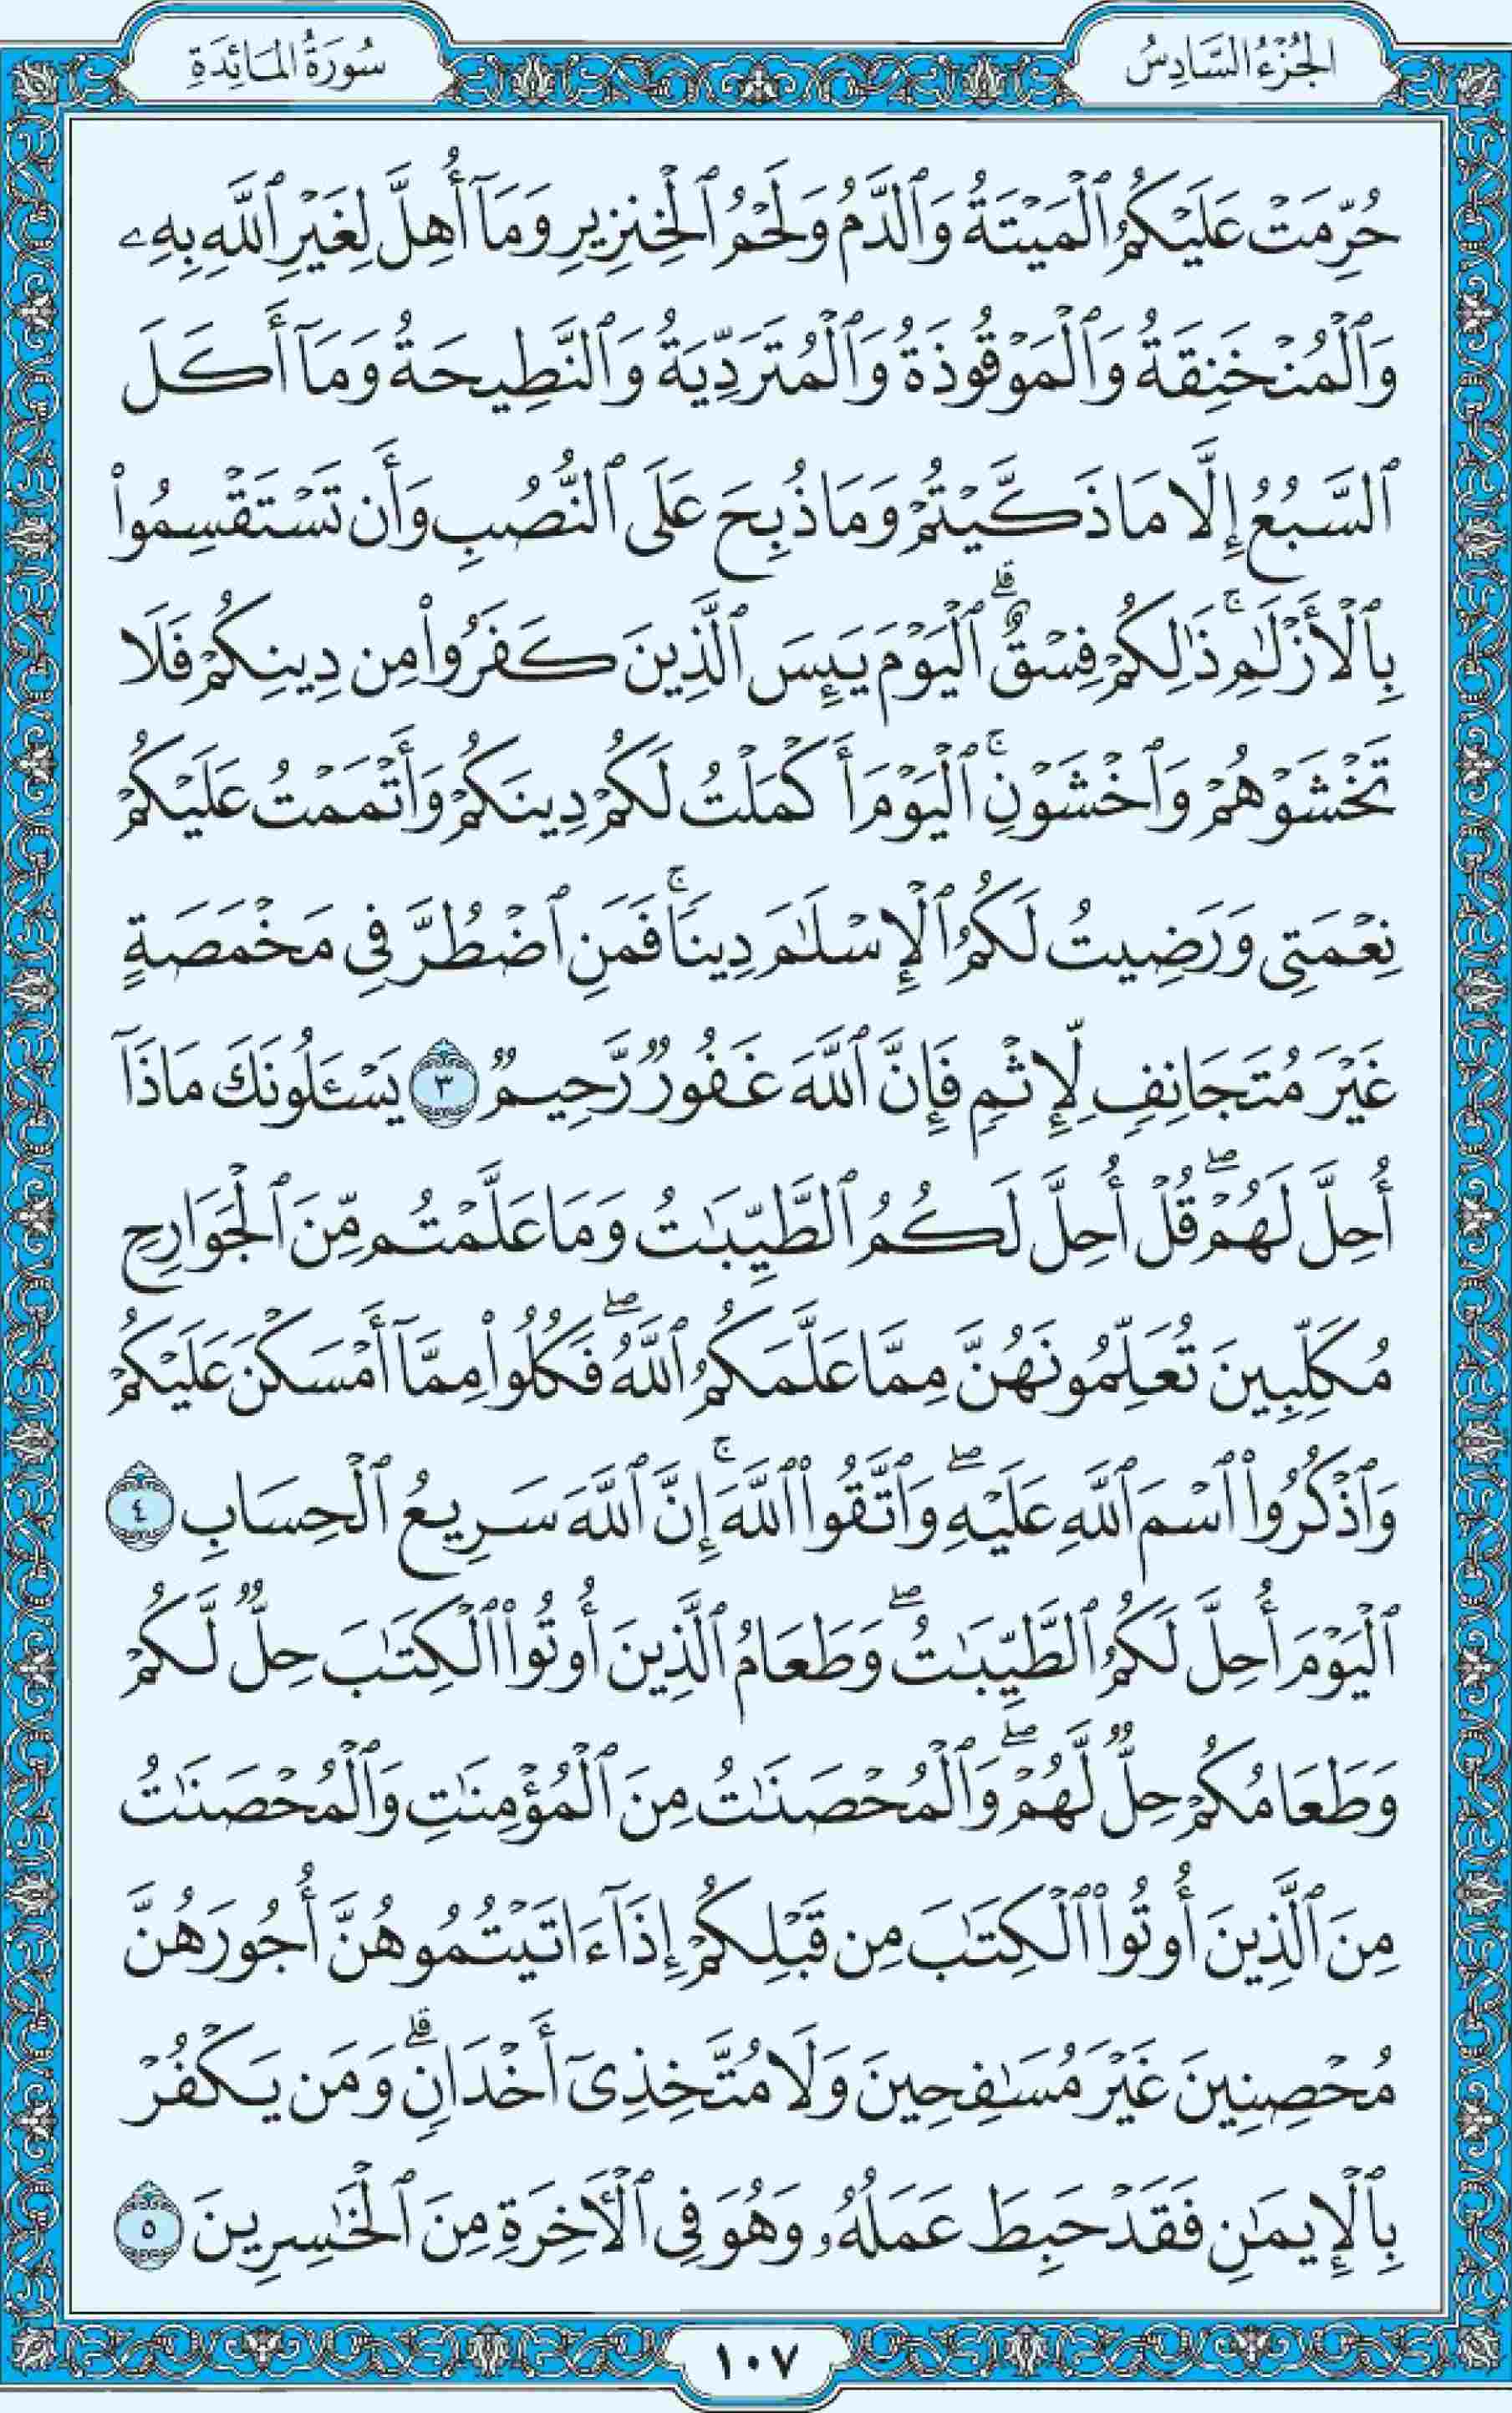 الجُزْءُ السَّادِسُ
سُورَةُ المَائِدَةِ
حُرِّمَتْ عَلَيْكُمُ ٱلْمَيْتَةُ وَٱلدَّمُ وَلَحْمُ ٱلْخِنزِيرِ وَمَآ أُهِلَّ لِغَيْرِ ٱللَّهِ بِهِۦ
وَٱلْمُنْخَنِقَةُ وَٱلْمَوْقُوذَةُ وَٱلْمُتَرَدِّيَةُ وَٱلنَّطِيحَةُ وَمَآ أَكَلَ
ٱلسَّبُعُ إِلَّا مَا ذَكَّيْتُمْ وَمَا ذُبِحَ عَلَى ٱلنُّصُبِ وَأَن تَسْتَقْسِمُوا۟
بِٱلْأَزْلَـٰمِ ۚ ذَٰلِكُمْ فِسْقٌ ۗ ٱلْيَوْمَ يَئِسَ ٱلَّذِينَ كَفَرُوا۟ مِن دِينِكُمْ فَلَا
تَخْشَوْهُمْ وَٱخْشَوْنِ ۚ ٱلْيَوْمَ أَكْمَلْتُ لَكُمْ دِينَكُمْ وَأَتْمَمْتُ عَلَيْكُمْ
نِعْمَتِى وَرَضِيتُ لَكُمُ ٱلْإِسْلَـٰمَ دِينًا ۚ فَمَنِ ٱضْطُرَّ فِى مَخْمَصَةٍ
غَيْرَ مُتَجَانِفٍ لِّإِثْمٍ فَإِنَّ ٱللَّهَ غَفُورٌ رَّحِيمٌ ٣ يَسْـَٔلُونَكَ مَاذَآ
أُحِلَّ لَهُمْ ۖ قُلْ أُحِلَّ لَكُمُ ٱلطَّيِّبَـٰتُ وَمَا عَلَّمْتُم مِّنَ ٱلْجَوَارِحِ
مُكَلِّبِينَ تُعَلِّمُونَهُنَّ مِمَّا عَلَّمَكُمُ ٱللَّهُ ۖ فَكُلُوا۟ مِمَّآ أَمْسَكْنَ عَلَيْكُمْ
وَٱذْكُرُوا۟ ٱسْمَ ٱللَّهِ عَلَيْهِ ۖ وَٱتَّقُوا۟ ٱللَّهَ ۚ إِنَّ ٱللَّهَ سَرِيعُ ٱلْحِسَابِ ٤
ٱلْيَوْمَ أُحِلَّ لَكُمُ ٱلطَّيِّبَـٰتُ ۖ وَطَعَامُ ٱلَّذِينَ أُوتُوا۟ ٱلْكِتَـٰبَ حِلٌّ لَّكُمْ
وَطَعَامُكُمْ حِلٌّ لَّهُمْ ۖ وَٱلْمُحْصَنَـٰتُ مِنَ ٱلْمُؤْمِنَـٰتِ وَٱلْمُحْصَنَـٰتُ
مِنَ ٱلَّذِينَ أُوتُوا۟ ٱلْكِتَـٰبَ مِن قَبْلِكُمْ إِذَآ ءَاتَيْتُمُوهُنَّ أُجُورَهُنَّ
مُحْصِنِينَ غَيْرَ مُسَـٰفِحِينَ وَلَا مُتَّخِذِىٓ أَخْدَانٍ ۗ وَمَن يَكْفُرْ
بِٱلْإِيمَـٰنِ فَقَدْ حَبِطَ عَمَلُهُۥ وَهُوَ فِى ٱلْـَٔاخِرَةِ مِنَ ٱلْخَـٰسِرِينَ ٥
١٠٧